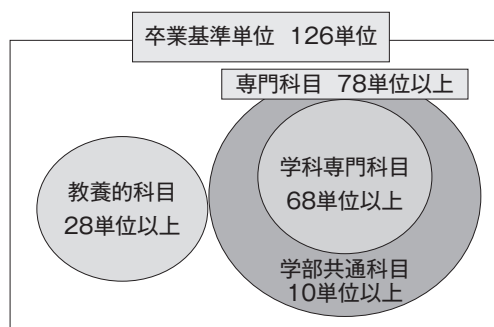 卒業基準単位 126単位
専門科目 78単位以上
教養的科目
28単位以上
学科専門科目
68単位以上
学部共通科目
10単位以上